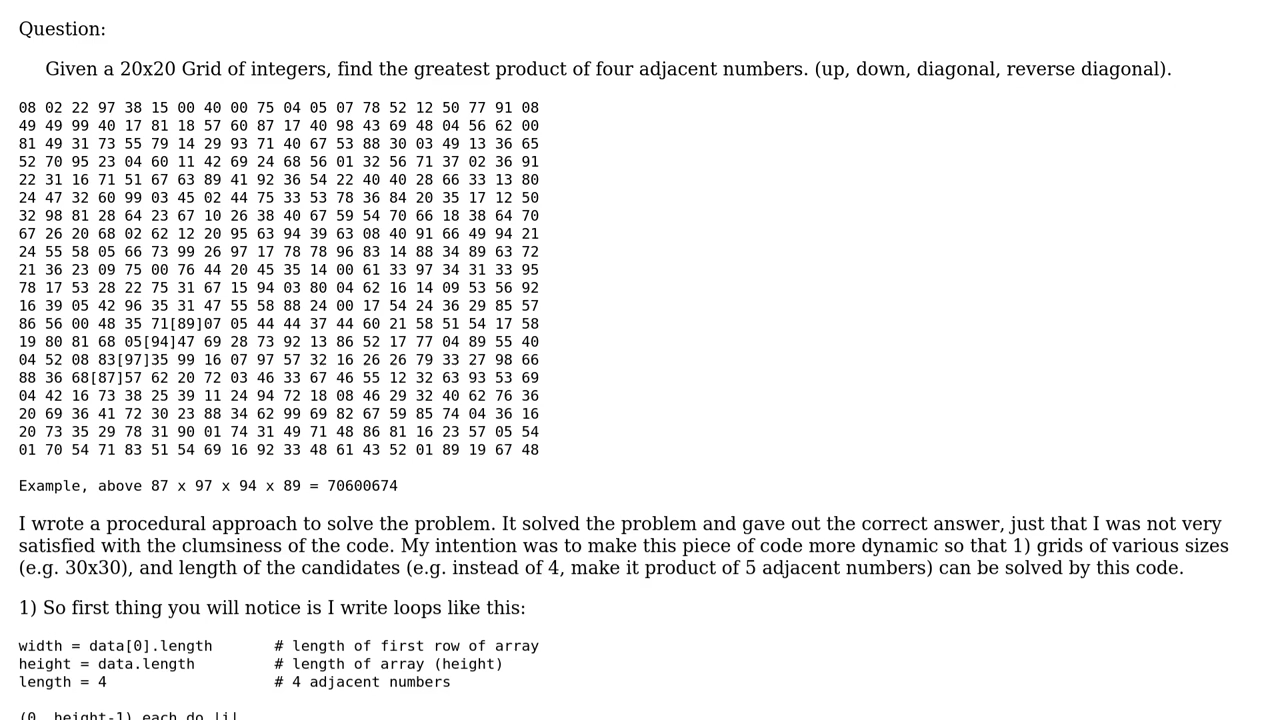 Question:
Given a 20x20 Grid of integers, find the greatest product of four adjacent numbers. (up, down, diagonal, reverse diagonal).
08 02 22 97 38 15 00 40 00 75 04 05 07 78 52 12 50 77 91 08
49 49 99 40 17 81 18 57 60 87 17 40 98 43 69 48 04 56 62 00
81 49 31 73 55 79 14 29 93 71 40 67 53 88 30 03 49 13 36 65
52 70 95 23 04 60 11 42 69 24 68 56 01 32 56 71 37 02 36 91
22 31 16 71 51 67 63 89 41 92 36 54 22 40 40 28 66 33 13 80
24 47 32 60 99 03 45 02 44 75 33 53 78 36 84 20 35 17 12 50
32 98 81 28 64 23 67 10 26 38 40 67 59 54 70 66 18 38 64 70
67 26 20 68 02 62 12 20 95 63 94 39 63 08 40 91 66 49 94 21
24 55 58 05 66 73 99 26 97 17 78 78 96 83 14 88 34 89 63 72
21 36 23 09 75 00 76 44 20 45 35 14 00 61 33 97 34 31 33 95
78 17 53 28 22 75 31 67 15 94 03 80 04 62 16 14 09 53 56 92
16 39 05 42 96 35 31 47 55 58 88 24 00 17 54 24 36 29 85 57
86 56 00 48 35 71[89]07 05 44 44 37 44 60 21 58 51 54 17 58
19 80 81 68 05[94]47 69 28 73 92 13 86 52 17 77 04 89 55 40
04 52 08 83[97]35 99 16 07 97 57 32 16 26 26 79 33 27 98 66
88 36 68[87]57 62 20 72 03 46 33 67 46 55 12 32 63 93 53 69
04 42 16 73 38 25 39 11 24 94 72 18 08 46 29 32 40 62 76 36
20 69 36 41 72 30 23 88 34 62 99 69 82 67 59 85 74 04 36 16
20 73 35 29 78 31 90 01 74 31 49 71 48 86 81 16 23 57 05 54
01 70 54 71 83 51 54 69 16 92 33 48 61 43 52 01 89 19 67 48
Example, above 87 x 97 x 94 x 89 = 70600674
I wrote a procedural approach to solve the problem. It solved the problem and gave out the correct answer, just that I was not very
satisfied with the clumsiness of the code. My intention was to make this piece of code more dynamic so that 1) grids of various sizes
(e.g. 30x30), and length of the candidates (e.g. instead of 4, make it product of 5 adjacent numbers) can be solved by this code.
1) So first thing you will notice is I write loops like this:
width = data[0].length       # length of first row of array
height = data.length         # length of array (height)
length = 4                   # 4 adjacent numbers